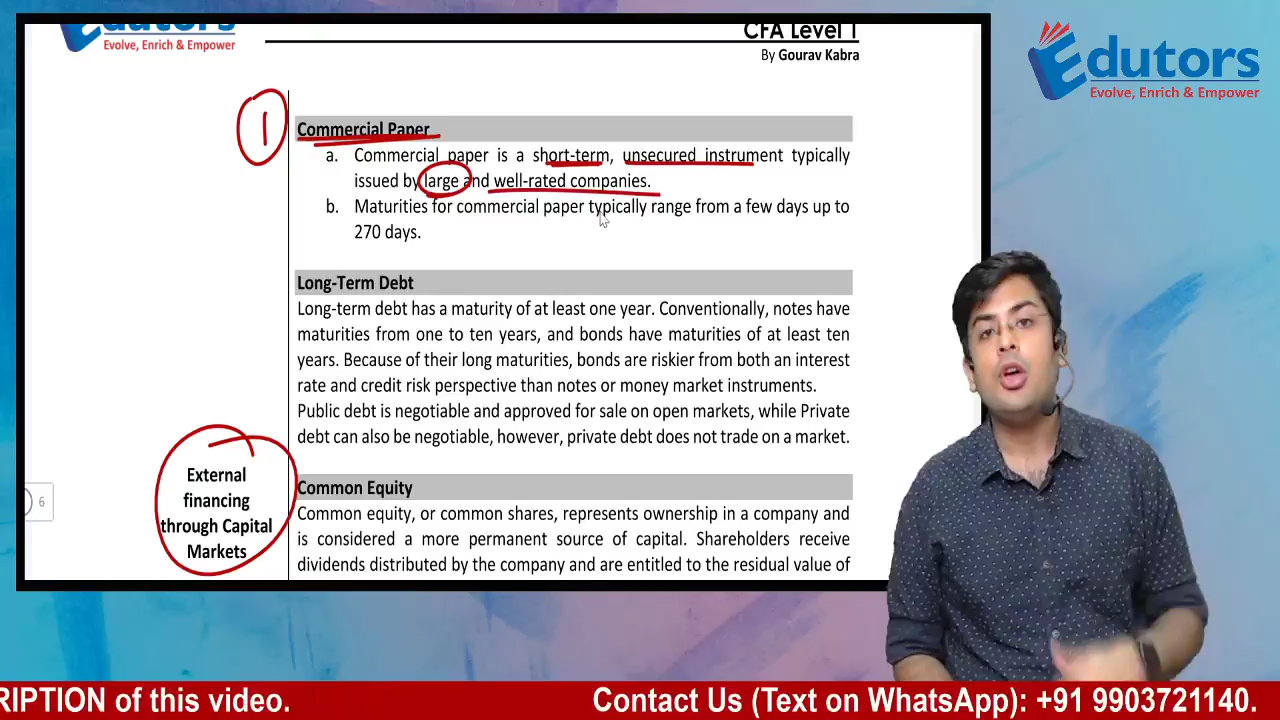 dutors
Evolve, Enrich & Empower
CFA Level 1
By Gourav Kabra
dutors
Evolve, Enrich & Empower
1
Commercial Paper
a. Commercial paper is a short-term, unsecured instrument typically
issued by large and well-rated companies.
b. Maturities for commercial paper typically range from a few days up to
270 days.
Long-Term Debt
Long-term debt has a maturity of at least one year. Conventionally, notes have
maturities from one to ten years, and bonds have maturities of at least ten
years. Because of their long maturities, bonds are riskier from both an interest
rate and credit risk perspective than notes or money market instruments.
Public debt is negotiable and approved for sale on open markets, while Private
debt can also be negotiable, however, private debt does not trade on a market.
External
financing
through Capital
Markets
6
Common Equity
Common equity, or common shares, represents ownership in a company and
is considered a more permanent source of capital. Shareholders receive
dividends distributed by the company and are entitled to the residual value of
RIPTION of this video.
Contact Us (Text on WhatsApp): +91 9903721140.